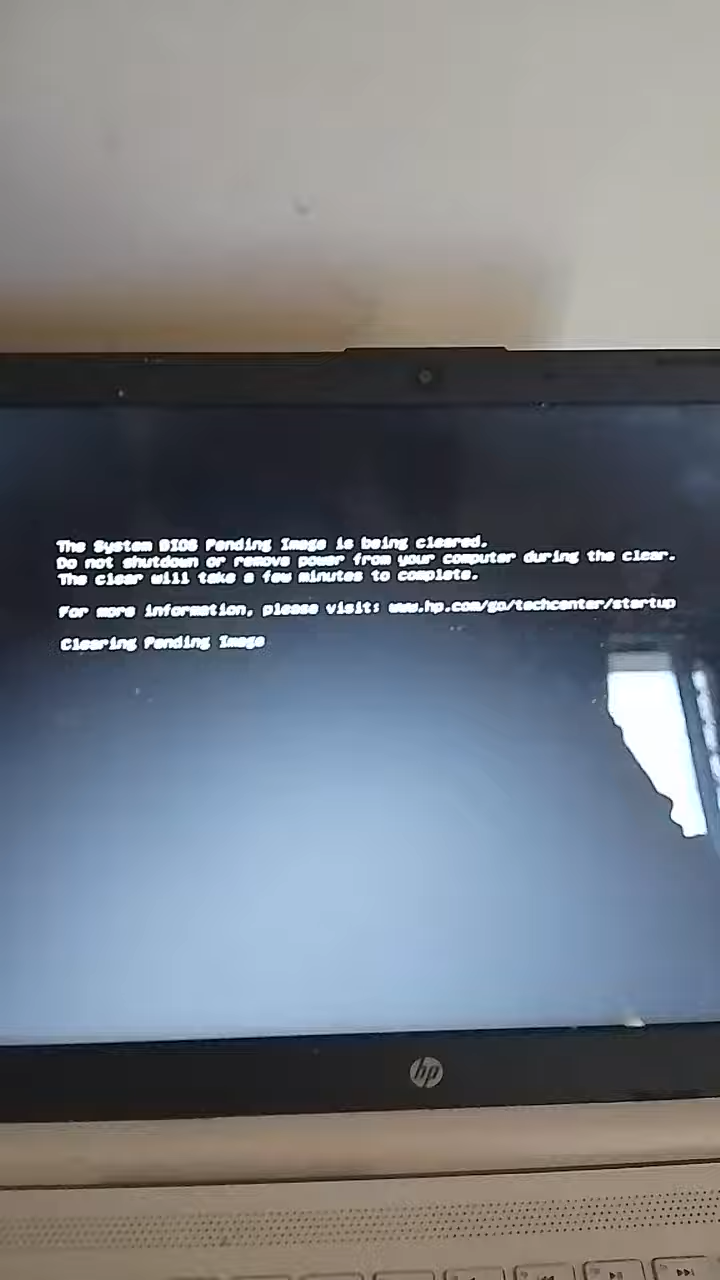 The System BIOS Pending Image is being cleared.
Do not shutdown or remove power from your computer during the clear.
The clear will take a few minutes to complete.
For more information, please visit: www.hp.com/go/techcenter/startup
Clearing Pending Image
hp